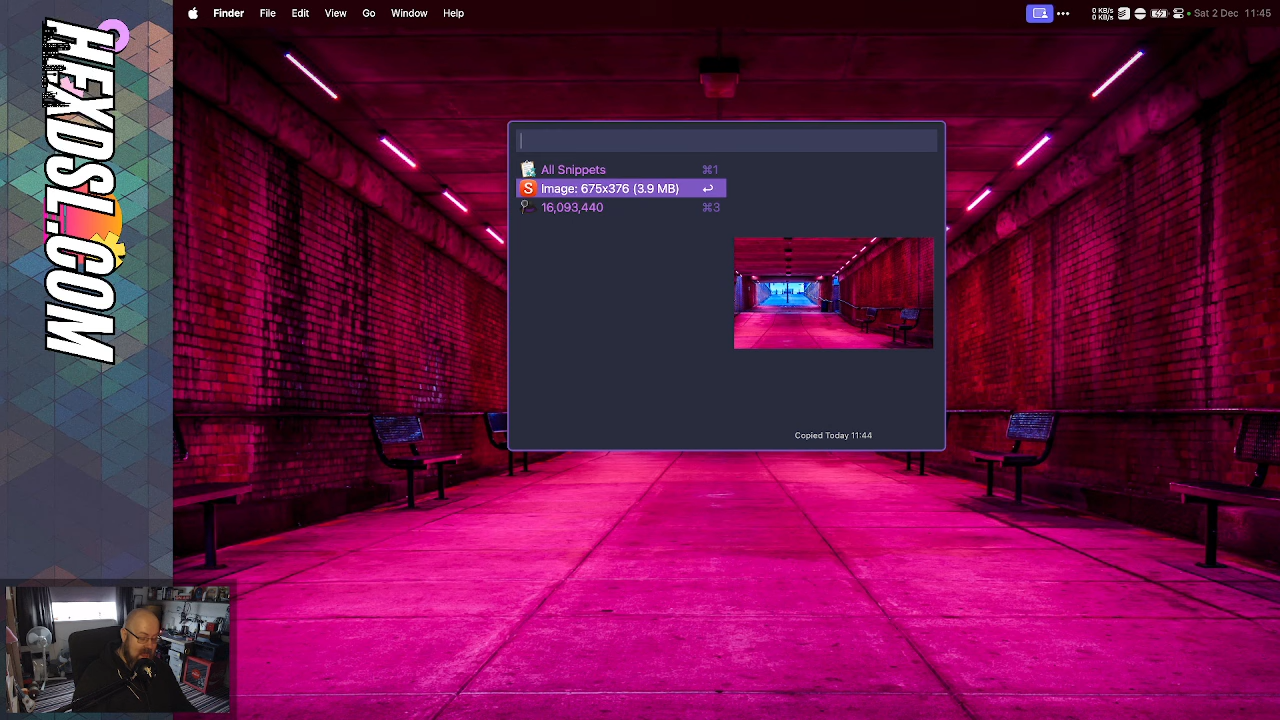 HEXDSL.COM
Finder File Edit View Go Window Help
0 KB/s
0 KB/s
Sat 2 Dec 11:45
All Snippets ⌘1
S Image: 675x376 (3.9 MB) ↩
16,093,440 ⌘3
Copied Today 11:44